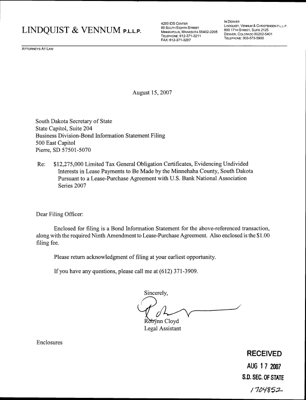 LINDQUIST & VENNUM P.L.L.P.
ATTORNEYS AT LAW
4200 IDS CENTER
80 SOUTH EIGHTH STREET
MINNEAPOLIS, MINNESOTA 55402-2205
TELEPHONE: 612-371-3211
FAX: 612-371-3207
IN DENVER:
LINDQUIST, VENNUM & CHRISTENSEN P.L.L.P.
600 17TH STREET, SUITE 2125
DENVER, COLORADO 80202-5401
TELEPHONE: 303-573-5900
August 15, 2007
South Dakota Secretary of State
State Capitol, Suite 204
Business Division-Bond Information Statement Filing
500 East Capitol
Pierre, SD 57501-5070
Re: $12,275,000 Limited Tax General Obligation Certificates, Evidencing Undivided
Interests in Lease Payments to Be Made by the Minnehaha County, South Dakota
Pursuant to a Lease-Purchase Agreement with U.S. Bank National Association
Series 2007
Dear Filing Officer:
Enclosed for filing is a Bond Information Statement for the above-referenced transaction,
along with the required Ninth Amendment to Lease-Purchase Agreement. Also enclosed is the $1.00
filing fee.
Please return acknowledgment of filing at your earliest opportunity.
If you have any questions, please call me at (612) 371-3909.
Sincerely,
Robynn Cloyd
Legal Assistant
Enclosures
RECEIVED
AUG 17 2007
S.D. SEC. OF STATE
1704852